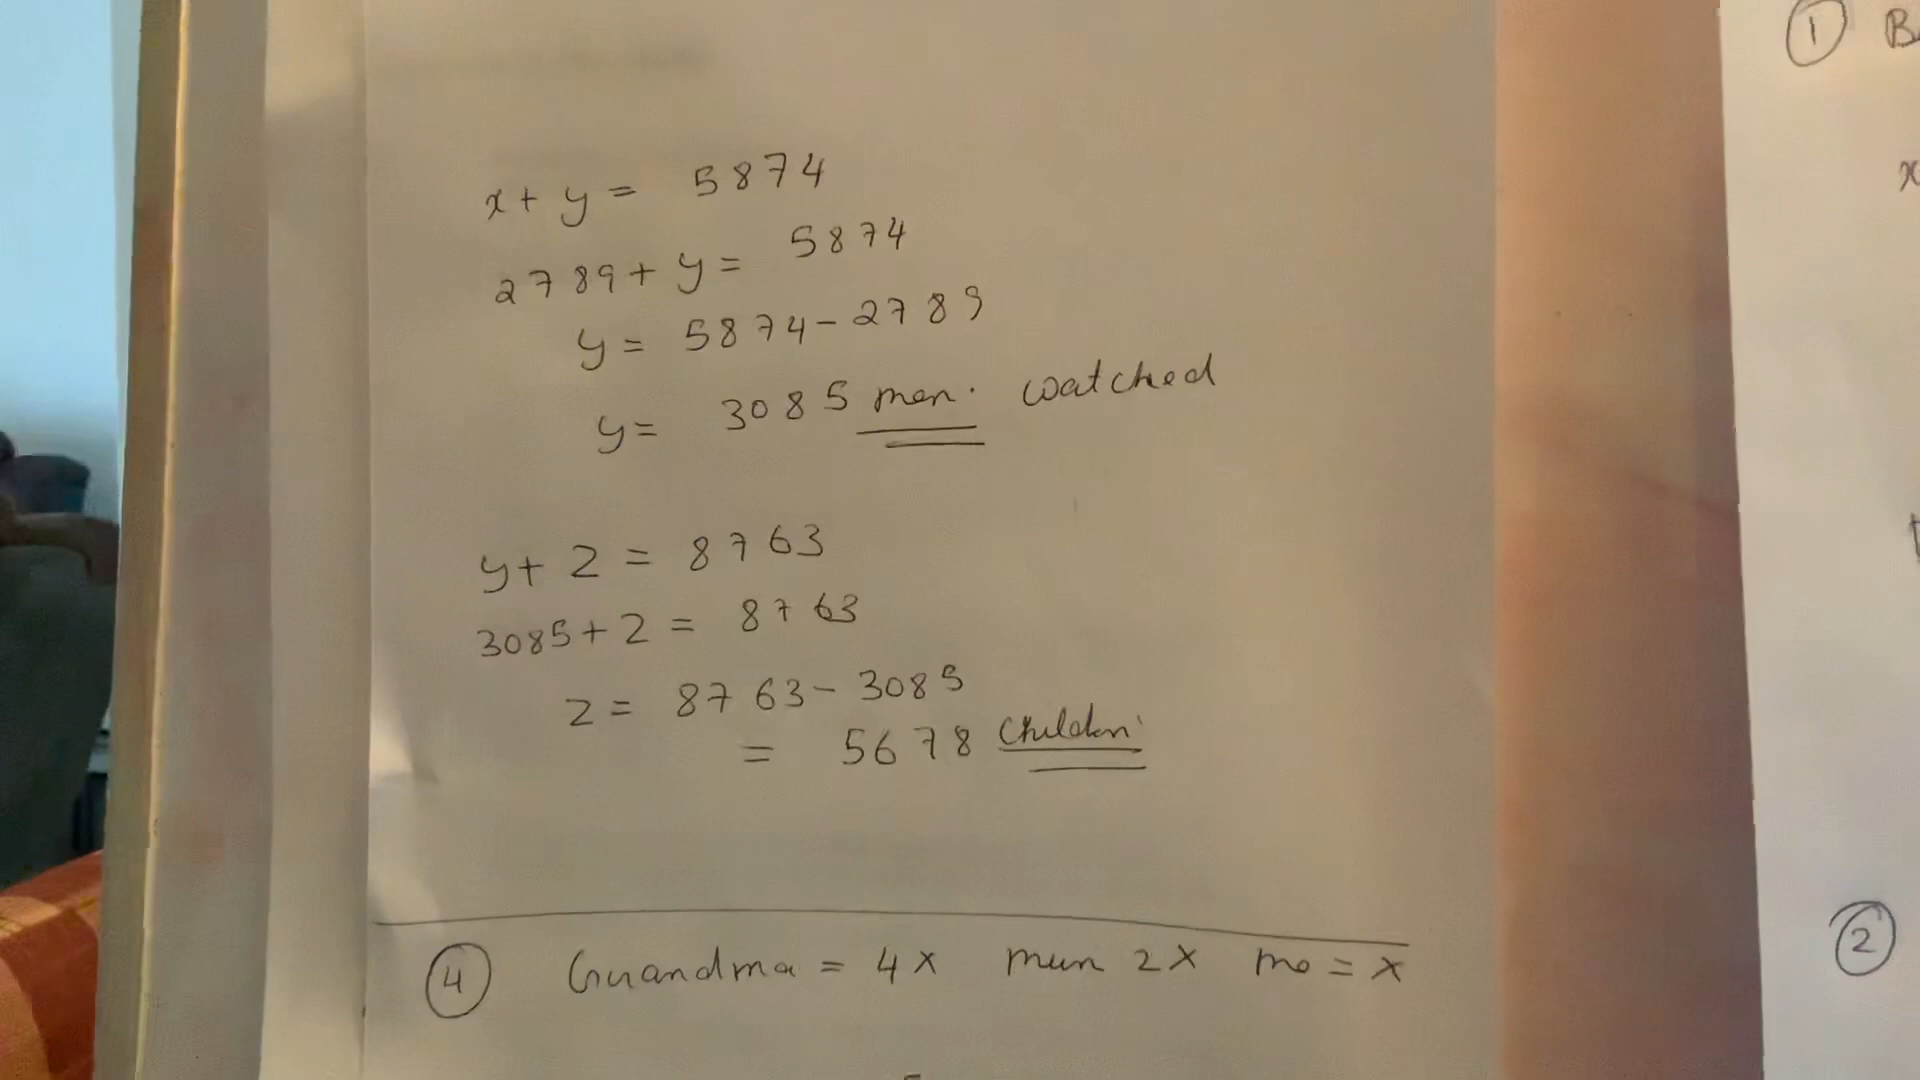 x + y = 5874
2789 + y = 5874
y = 5874 - 2789
y = 3085 men. watched
y + z = 8763
3085 + z = 8763
z = 8763 - 3085
= 5678 Children
④ Grandma = 4x mum 2x mo = x
① B
x
②